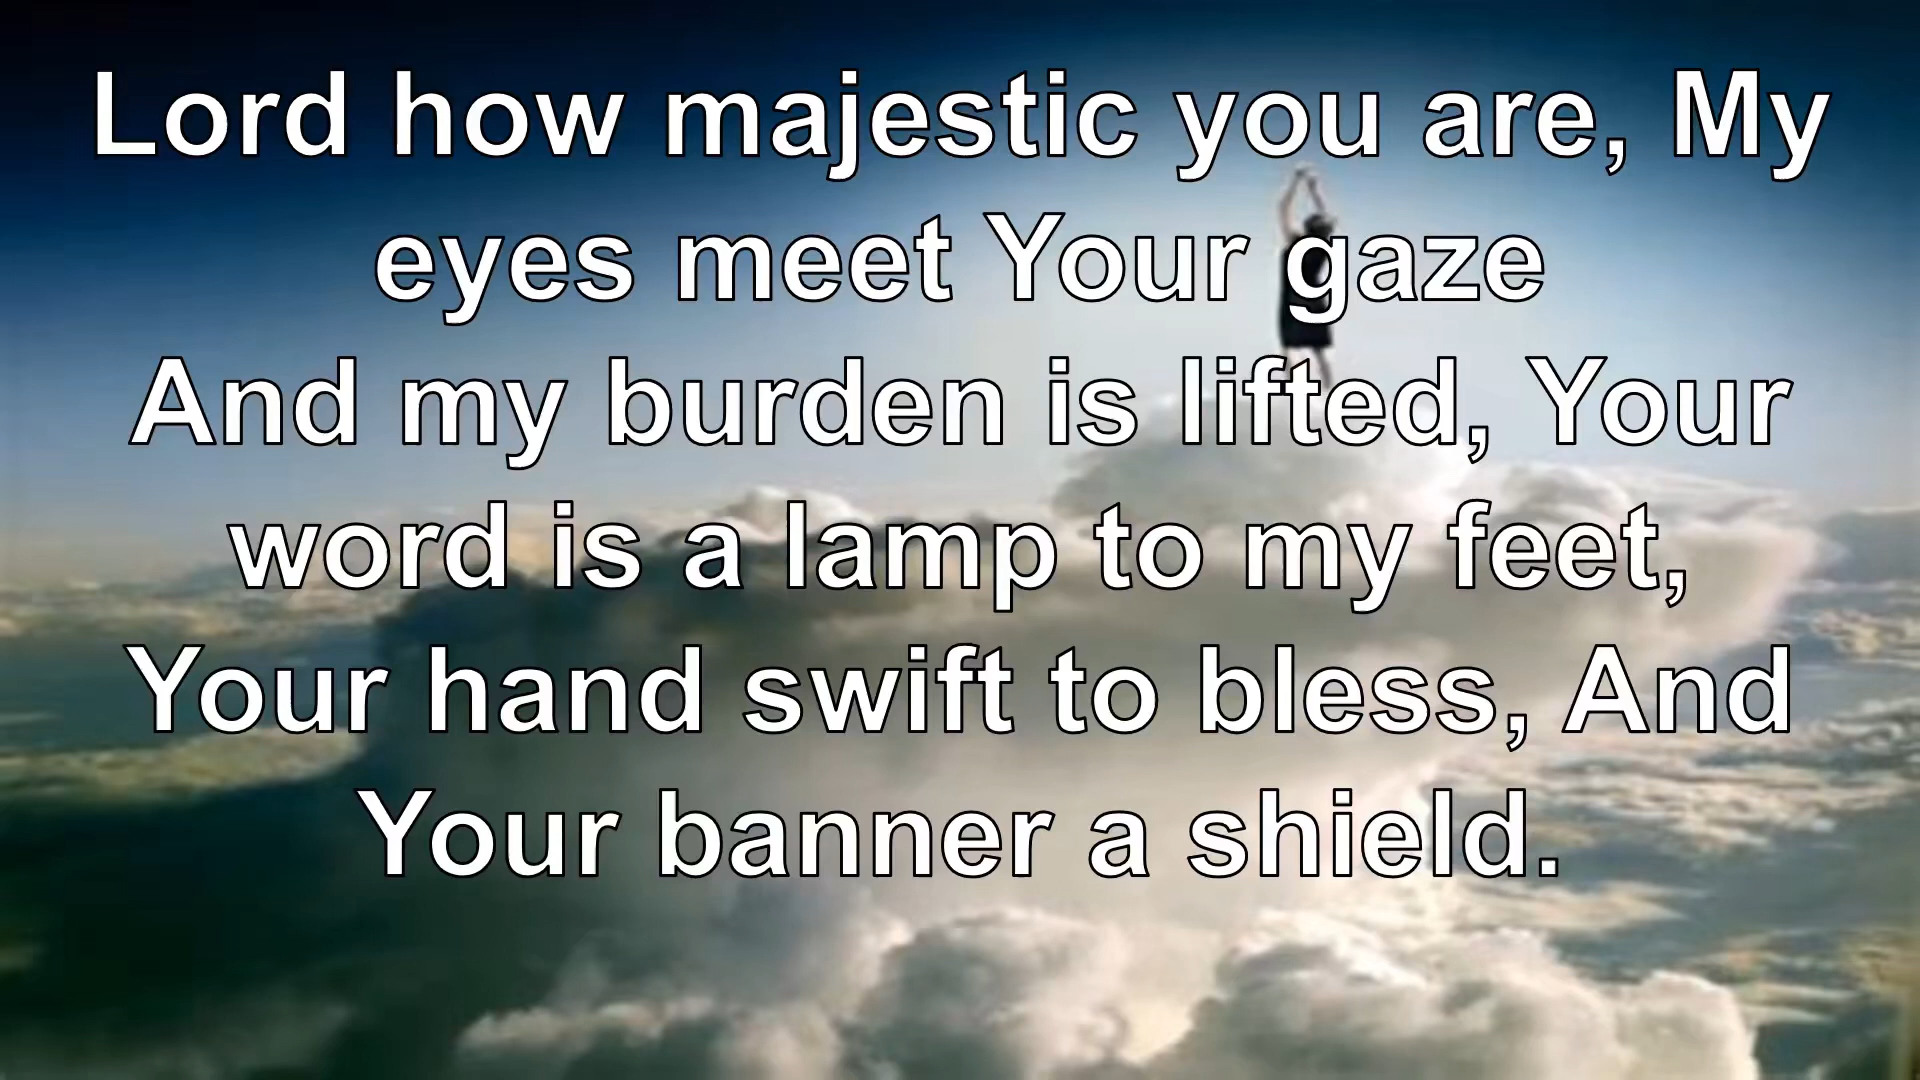 Lord how majestic you are, My
eyes meet Your gaze
And my burden is lifted, Your
word is a lamp to my feet,
Your hand swift to bless, And
Your banner a shield.